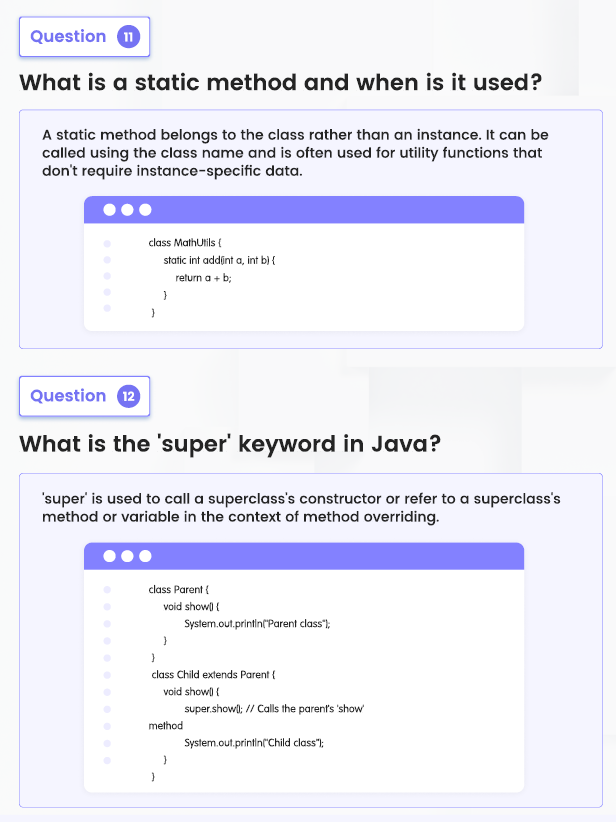 Question 11
What is a static method and when is it used?
A static method belongs to the class rather than an instance. It can be
called using the class name and is often used for utility functions that
don't require instance-specific data.
class MathUtils {
static int add(int a, int b) {
return a + b;
}
}
Question 12
What is the 'super' keyword in Java?
'super' is used to call a superclass's constructor or refer to a superclass's
method or variable in the context of method overriding.
class Parent {
void show() {
System.out.println("Parent class");
}
}
class Child extends Parent {
void show() {
super.show(); // Calls the parent's 'show'
method
System.out.println("Child class");
}
}